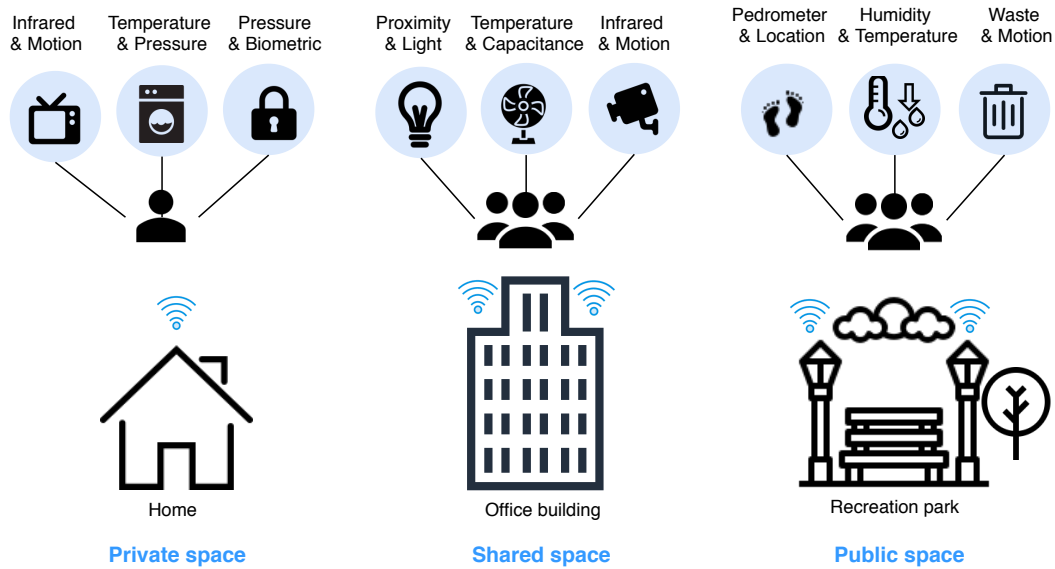 Infrared
& Motion
Temperature
& Pressure
Pressure
& Biometric
Proximity
& Light
Temperature
& Capacitance
Infrared
& Motion
Pedrometer
& Location
Humidity
& Temperature
Waste
& Motion
Home
Office building
Recreation park
Private space
Shared space
Public space